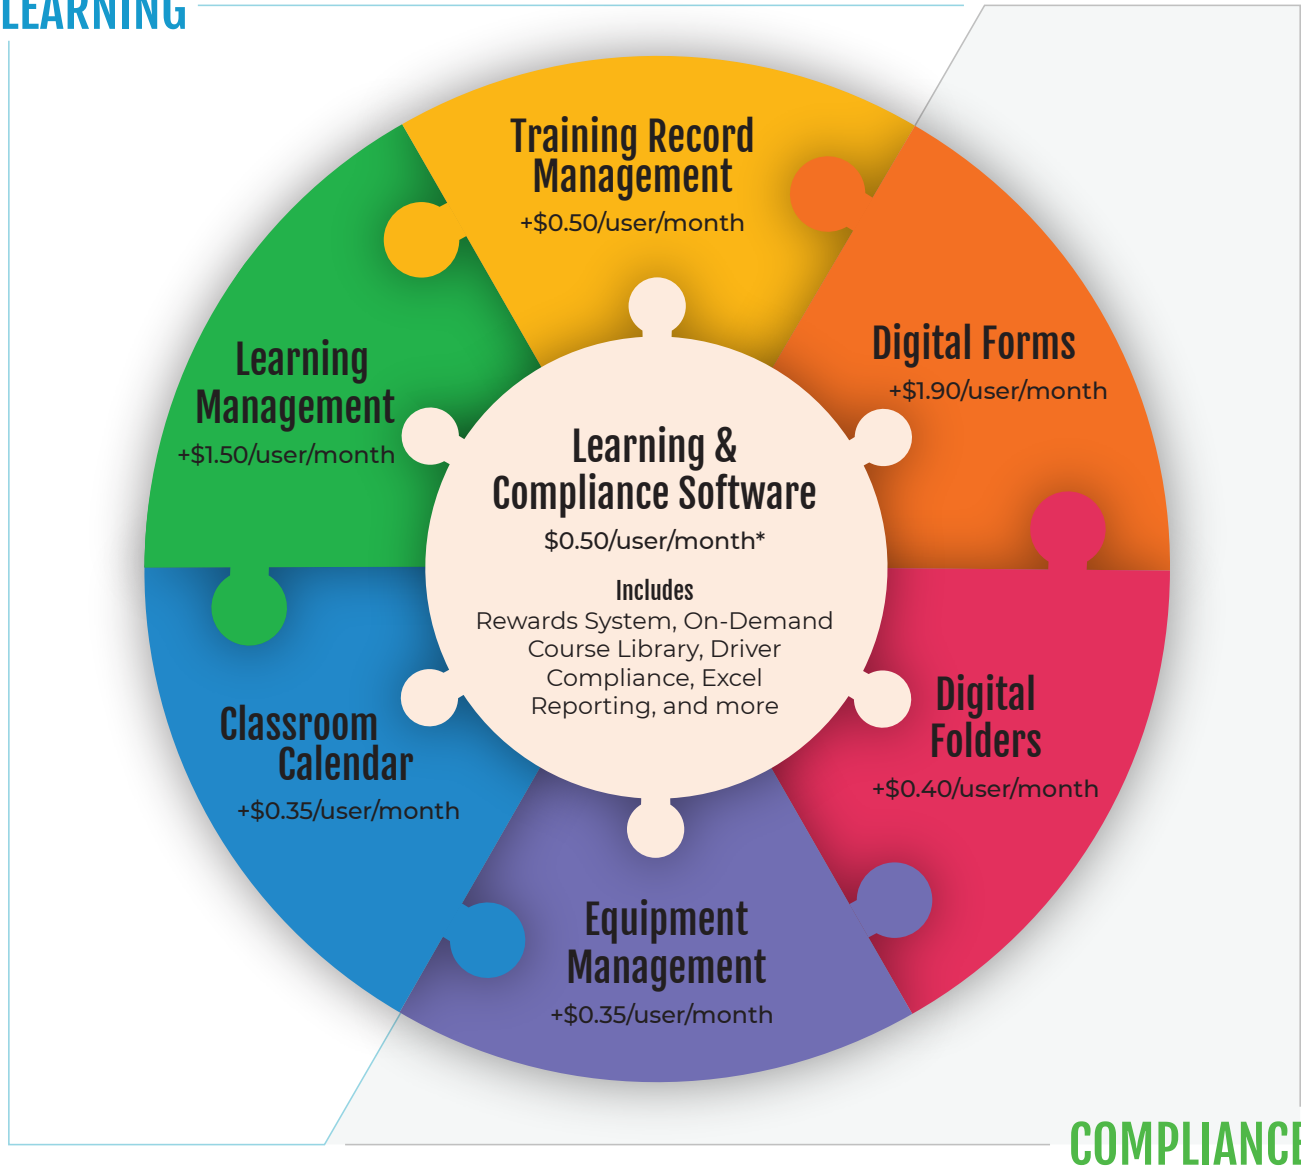 LEARNING
Training Record
Management
+$0.50/user/month
Digital Forms
+$1.90/user/month
Learning
Management
+$1.50/user/month
Learning &
Compliance Software
$0.50/user/month*
Includes
Rewards System, On-Demand
Course Library, Driver
Compliance, Excel
Reporting, and more
Digital
Folders
+$0.40/user/month
Classroom
Calendar
+$0.35/user/month
Equipment
Management
+$0.35/user/month
COMPLIANCE